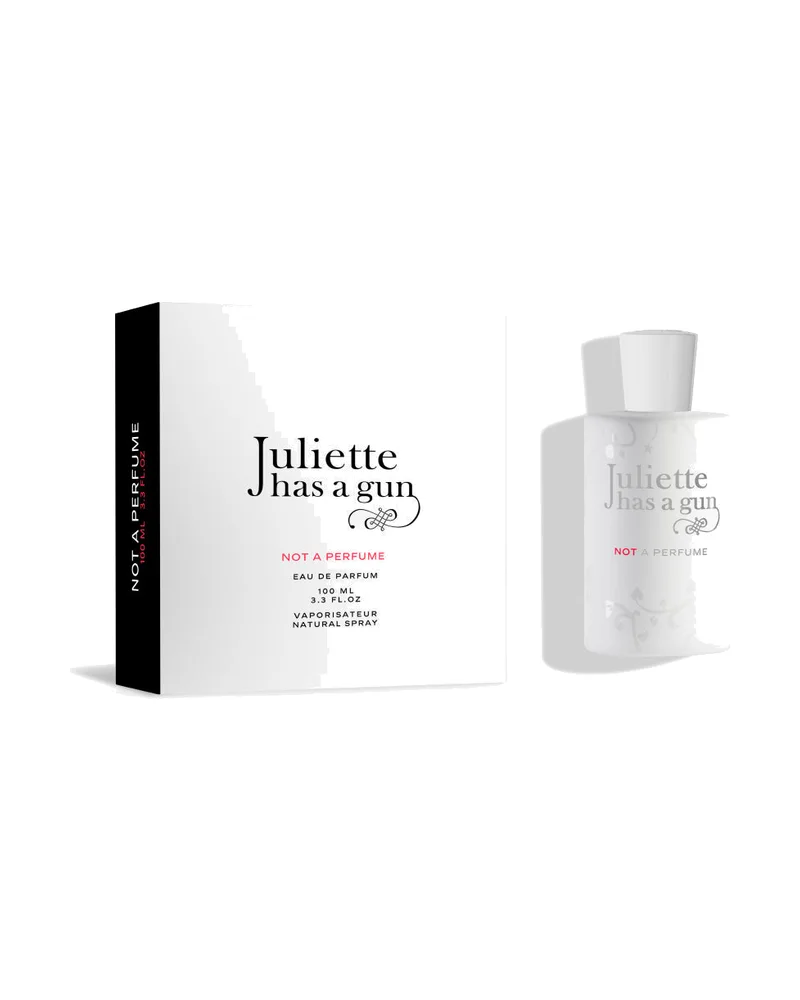 NOT A PERFUME
100 ML 3.3 FL.OZ
Juliette
has a gun
NOT A PERFUME
EAU DE PARFUM
100 ML
3.3 FL.OZ
VAPORISATEUR
NATURAL SPRAY
Juliette
has a gun
NOT A PERFUME